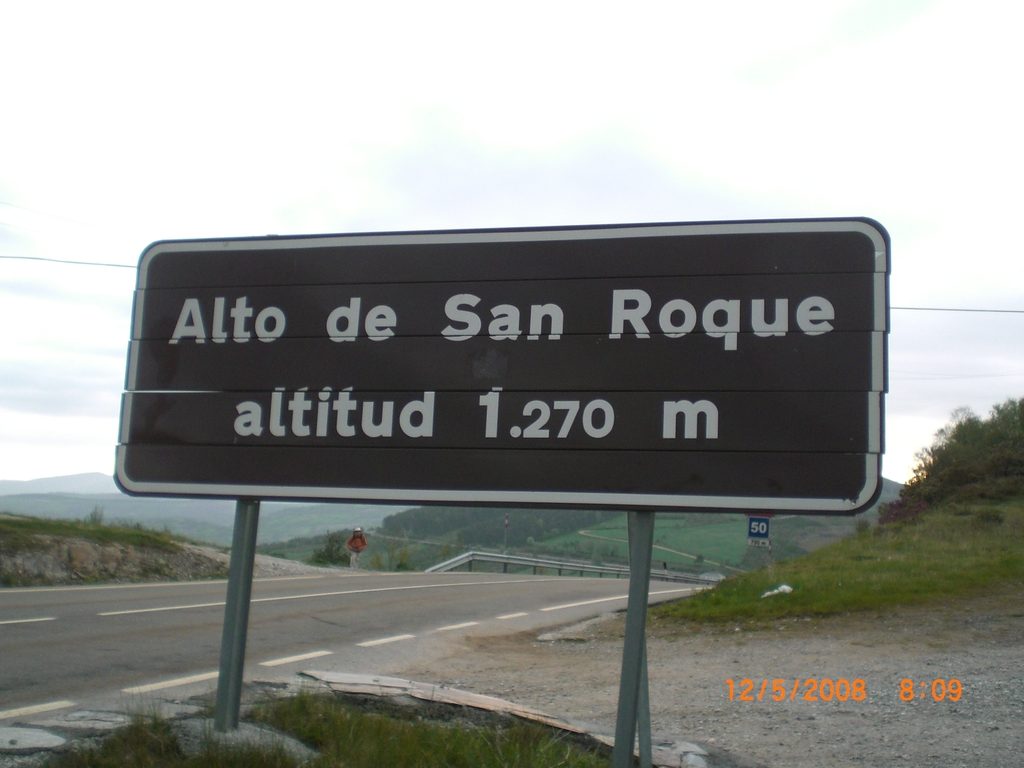 Alto de San Roque
altitud 1.270 m
50
12/5/2008 8:09